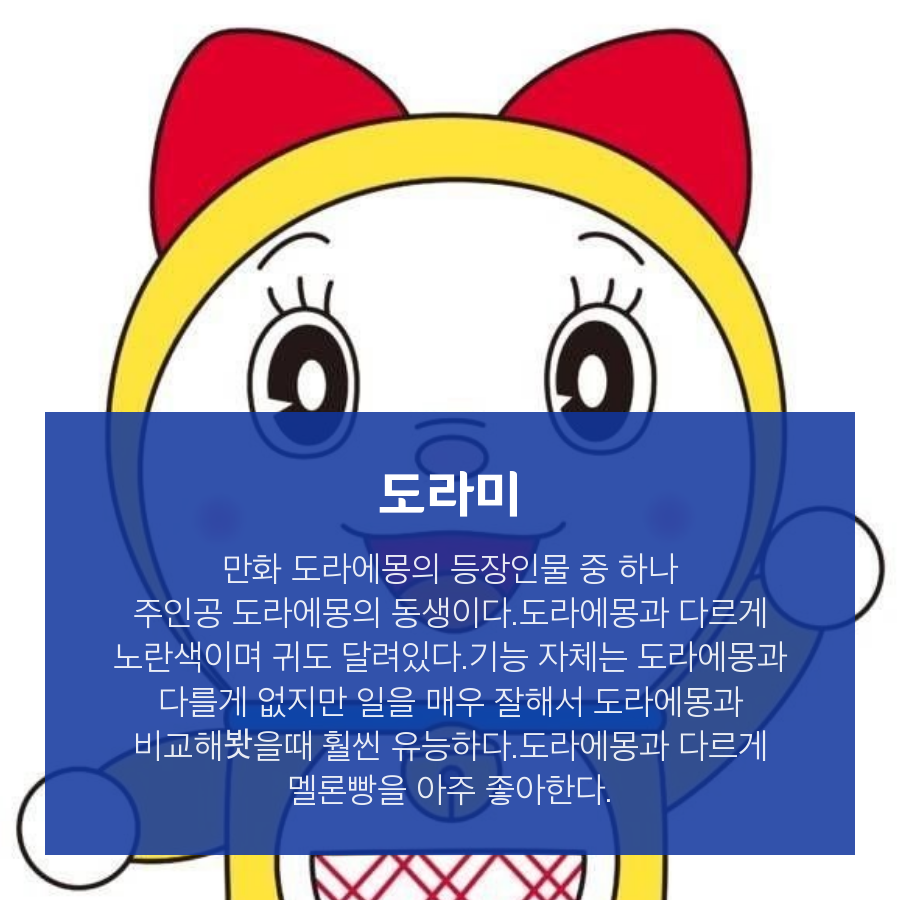 도라미
만화 도라에몽의 등장인물 중 하나
주인공 도라에몽의 동생이다.도라에몽과 다르게
노란색이며 귀도 달려있다.기능 자체는 도라에몽과
다를게 없지만 일을 매우 잘해서 도라에몽과
비교해봣을때 훨씬 유능하다.도라에몽과 다르게
멜론빵을 아주 좋아한다.